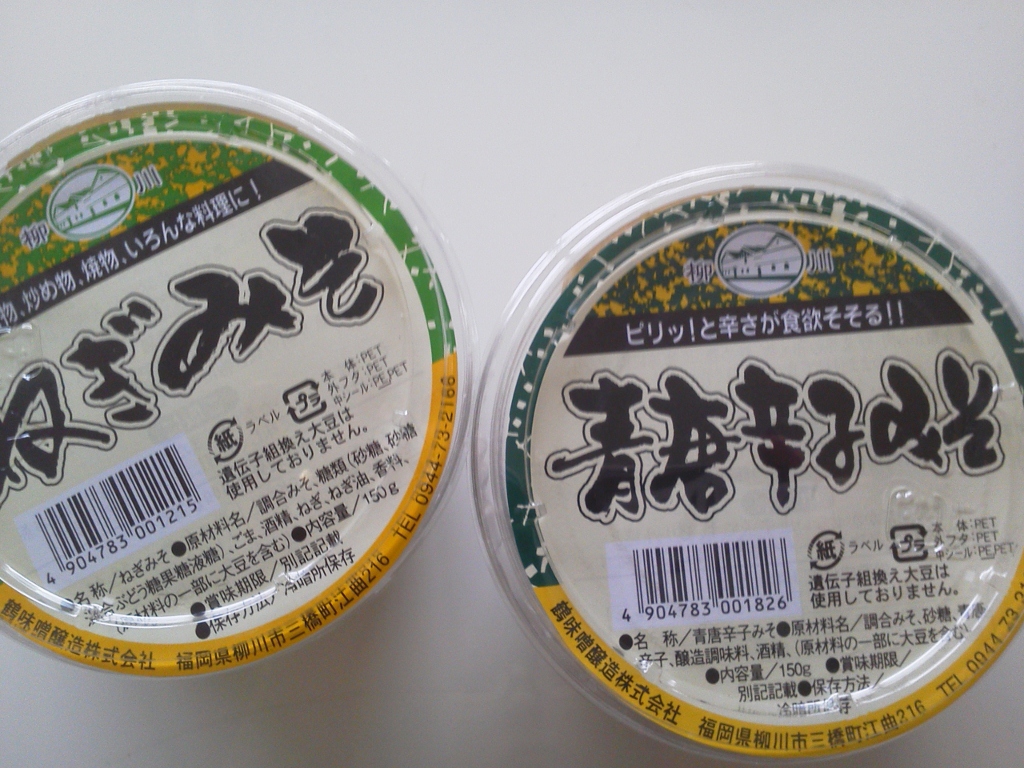 柳川
物、炒め物、焼物、いろんな料理に！
ねぎみそ
本 体:PET
外フタ:PET
中シール:PE,PET
紙 ラベル プラ
遺伝子組換え大豆は
使用しておりません。
4 904783 001215
名称／ねぎみそ●原材料名／調合みそ、糖類(砂糖、砂糖
ぶどう糖果糖液糖)、ごま、酒精、ねぎ、ねぎ油、香料、
材料の一部に大豆を含む)●内容量／150g
●賞味期限／別記記載
●保存方法／冷暗所保存
鶴味噌醸造株式会社 福岡県柳川市三橋町江曲216 TEL 0944-73-2166
柳川
ピリッ!と辛さが食欲そそる!!
青唐辛子みそ
本 体:PET
外フタ:PET
中シール:PE,PET
紙 ラベル プラ
遺伝子組換え大豆は
使用しておりません。
4 904783 001826
●名 称／青唐辛子みそ●原材料名／調合みそ、砂糖、青唐
辛子、醸造調味料、酒精、(原材料の一部に大豆を含む)
●内容量／150g ●賞味期限／
別記記載●保存方法／
冷暗所保存
鶴味噌醸造株式会社 福岡県柳川市三橋町江曲216 TEL 0944-73-21